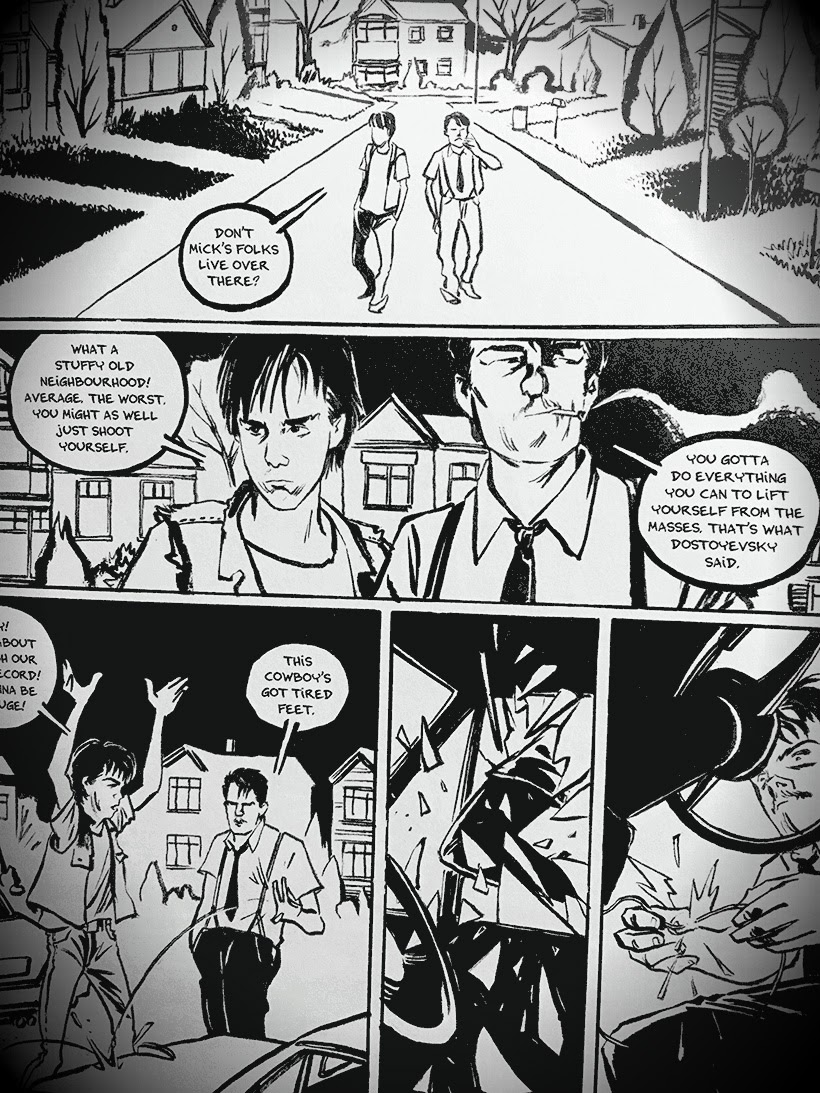 DON'T
MICK'S FOLKS
LIVE OVER
THERE?
WHAT A
STUFFY OLD
NEIGHBOURHOOD!
AVERAGE. THE WORST.
YOU MIGHT AS WELL
JUST SHOOT
YOURSELF.
YOU GOTTA
DO EVERYTHING
YOU CAN TO LIFT
YOURSELF FROM THE
MASSES. THAT'S WHAT
DOSTOYEVSKY
SAID.
OUR
BE
THIS
COWBOY'S
GOT TIRED
FEET.